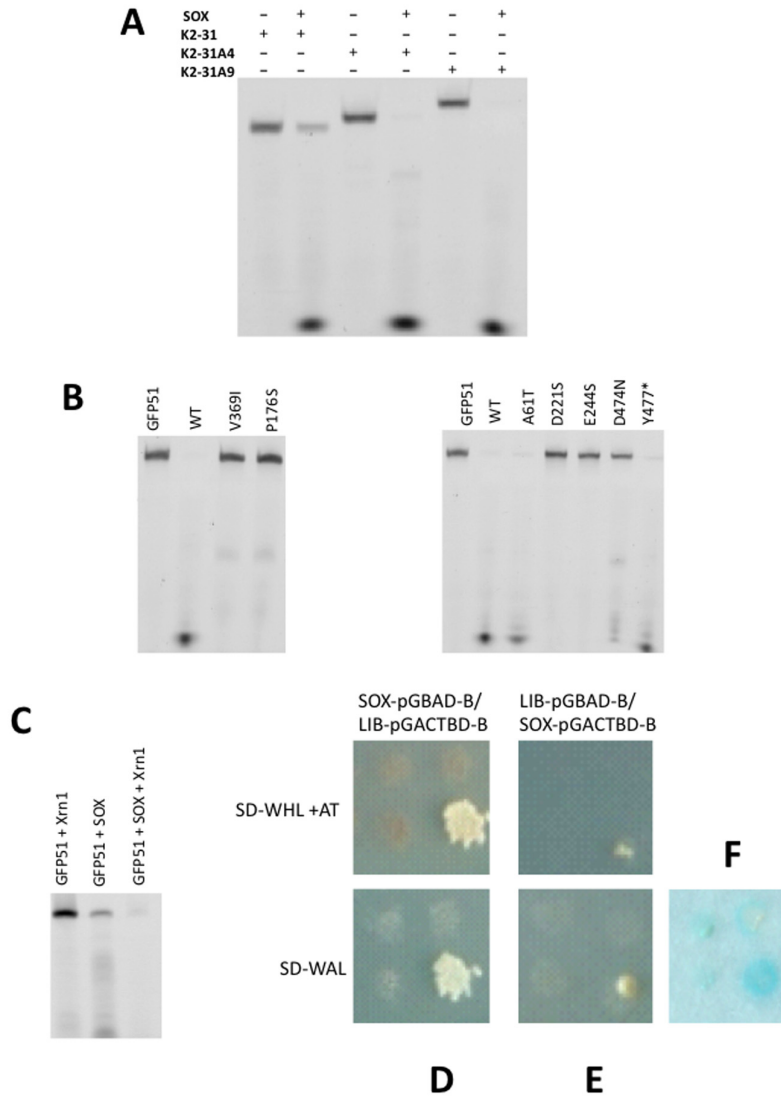 A
SOX – + – + – +
K2-31 + + – – – –
K2-31A4 – – + + – –
K2-31A9 – – – – + +
B
GFP51 WT V369I P176S
GFP51 WT A61T D221S E244S D474N Y477*
C
GFP51 + Xrn1
GFP51 + SOX
GFP51 + SOX + Xrn1
SOX-pGBAD-B/
LIB-pGACTBD-B
LIB-pGBAD-B/
SOX-pGACTBD-B
SD-WHL +AT
F
SD-WAL
D
E